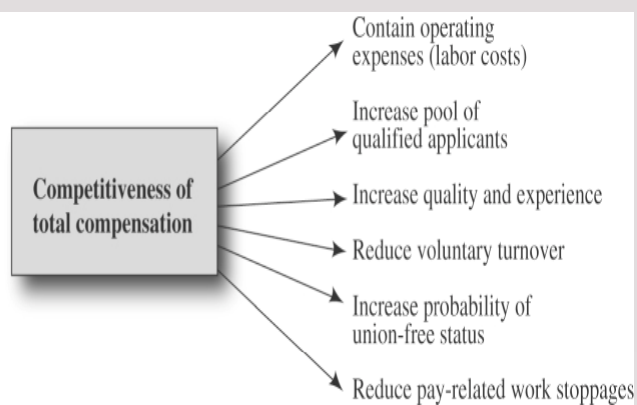 Competitiveness of
total compensation
Contain operating
expenses (labor costs)
Increase pool of
qualified applicants
Increase quality and experience
Reduce voluntary turnover
Increase probability of
union-free status
Reduce pay-related work stoppages